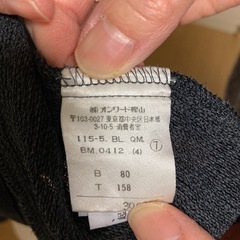 ㈱オンワード樫山
〒103-0027 東京都中央区日本橋
3-10-5 消費者室
115-5. BL. QM.
BM.0412 (4) ⑦
B 80
T 158